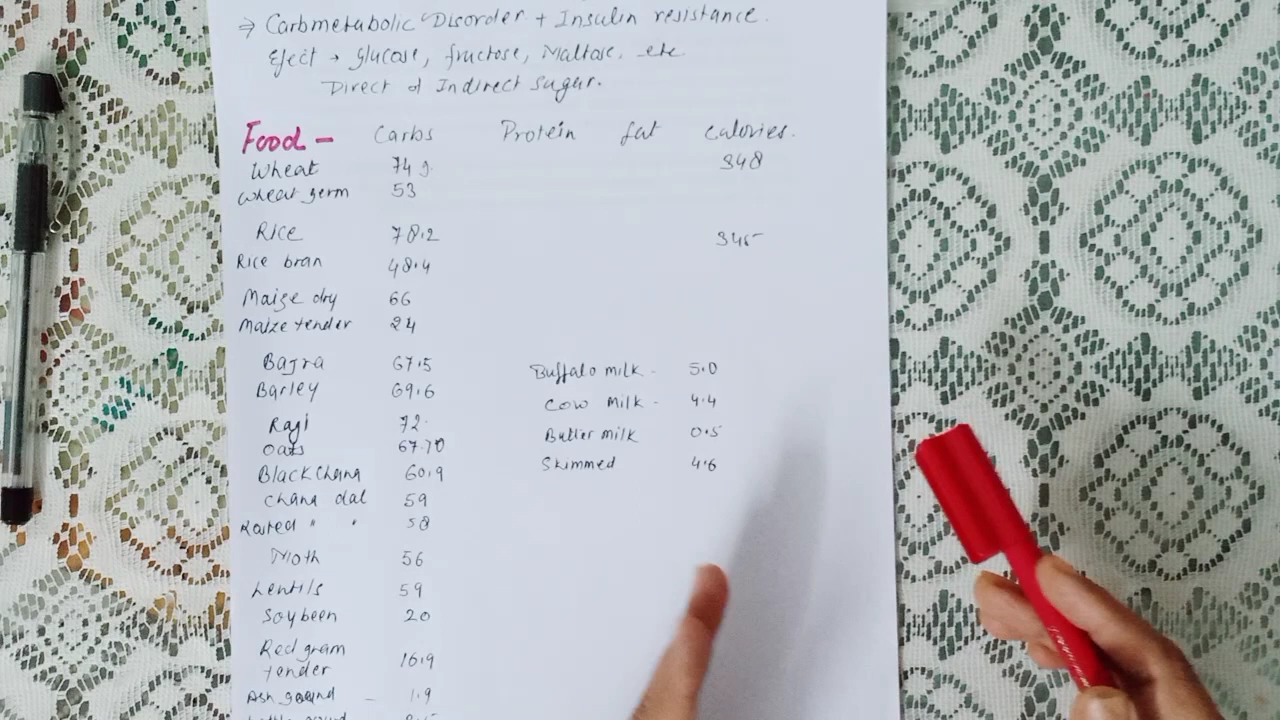 ⇒ Carbmetabolic Disorder + Insulin resistance.
Efect → Glucose, fructose, Maltose, etc
Direct of Indirect sugar.
Food - Carbs Protein fat calories.
Wheat 74 g 348
Wheat germ 53
Rice 78.2 345
Rice bran 48.4
Maize dry 66
Maize tender 24
Bajra 67.5 Buffalo milk - 5.0
Barley 69.6 Cow milk - 4.4
Ragi 72 Butter milk 0.5
Oats 67.70
Black Chana 60.9 Skimmed 4.6
Chana dal 59
Rosted " " 58
Moth 56
Lentils 59
Soybeen 20
Red gram
tender 16.9
Ash gourd - 1.9